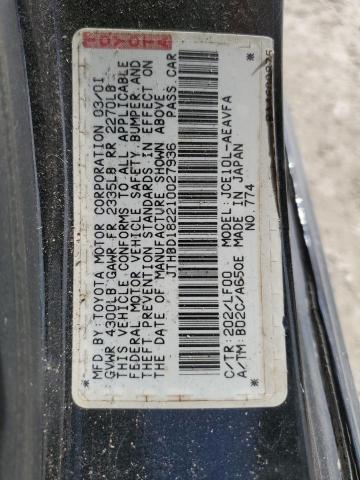 TOYOTA
MFD. BY: TOYOTA MOTOR CORPORATION 03/01
GVWR 4300LB GAWR FR 2335LB RR 2270LB
THIS VEHICLE CONFORMS TO ALL APPLICABLE
FEDERAL MOTOR VEHICLE SAFETY, BUMPER AND
THEFT PREVENTION STANDARDS IN EFFECT ON
THE DATE OF MANUFACTURE SHOWN ABOVE.
JTHBD182210027936 PASS. CAR
C/TR: 202/LF00 MODEL: JCE10L-AEAVFA
A/TM: B02C/A650E MADE IN JAPAN
NO. 774